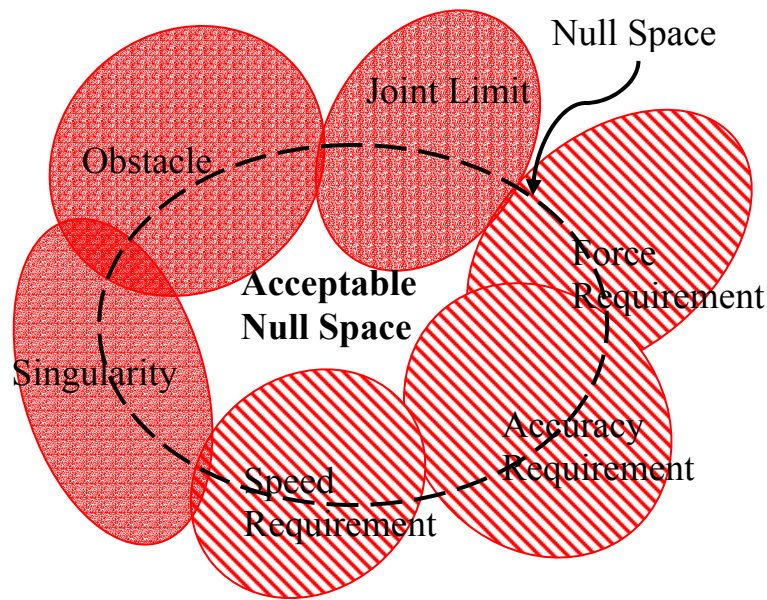 Null Space
Joint Limit
Obstacle
Force
Requirement
Acceptable
Null Space
Singularity
Accuracy
Requirement
Speed
Requirement